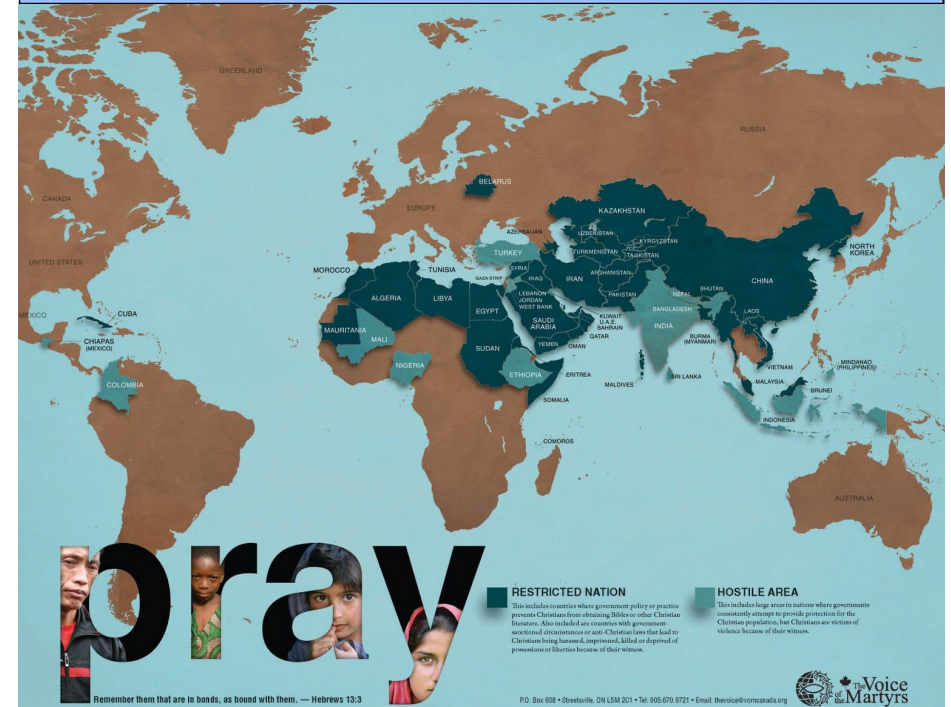 GREENLAND
RUSSIA
BELARUS
CANADA
EUROPE
KAZAKHSTAN
UZBEKISTAN
AZERBAIJAN
KYRGYZSTAN
NORTH
KOREA
TURKEY
TURKMENISTAN
TAJIKISTAN
UNITED STATES
MOROCCO
TUNISIA
SYRIA
GAZA STRIP
IRAQ
IRAN
AFGHANISTAN
CHINA
ALGERIA
LIBYA
EGYPT
LEBANON
JORDAN
WEST BANK
PAKISTAN
NEPAL
BHUTAN
MEXICO
CUBA
SAUDI
ARABIA
KUWAIT
U.A.E.
BAHRAIN
QATAR
BANGLADESH
LAOS
MAURITANIA
MALI
INDIA
CHIAPAS
(MEXICO)
SUDAN
YEMEN
OMAN
BURMA
(MYANMAR)
NIGERIA
ETHIOPIA
ERITREA
VIETNAM
MINDANAO
(PHILIPPINES)
COLOMBIA
MALDIVES
SRI LANKA
MALAYSIA
BRUNEI
SOMALIA
INDONESIA
COMOROS
AUSTRALIA
pray
RESTRICTED NATION
This includes countries where government policy or practice
prevents Christians from obtaining Bibles or other Christian
literature. Also included are countries with government-
sanctioned circumstances or anti-Christian laws that lead to
Christians being harassed, imprisoned, killed or deprived of
possessions or liberties because of their witness.
HOSTILE AREA
This includes large areas in nations where governments
consistently attempt to provide protection for the
Christian population, but Christians are victims of
violence because of their witness.
Remember them that are in bonds, as bound with them. — Hebrews 13:3
P.O. Box 608 • Streetsville, ON L5M 2C1 • Tel: 905.670.9721 • Email: thevoice@vomcanada.org
The Voice
of the Martyrs